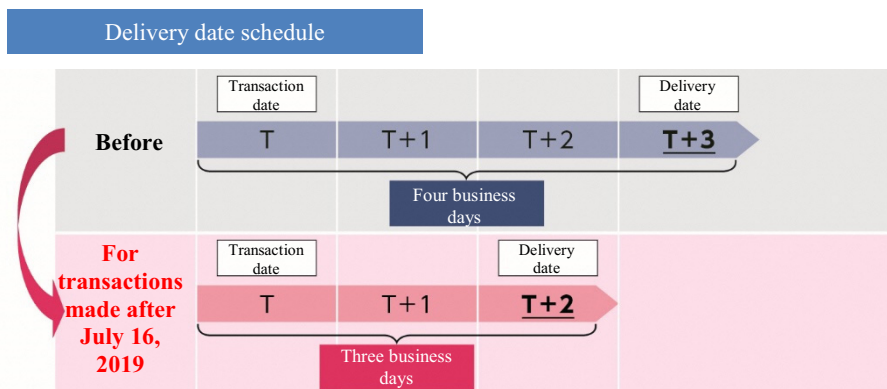 Delivery date schedule
Transaction
date
Delivery
date
Before
T
T+1
T+2
T+3
Four business
days
For
transactions
made after
July 16,
2019
Transaction
date
Delivery
date
T
T+1
T+2
Three business
days